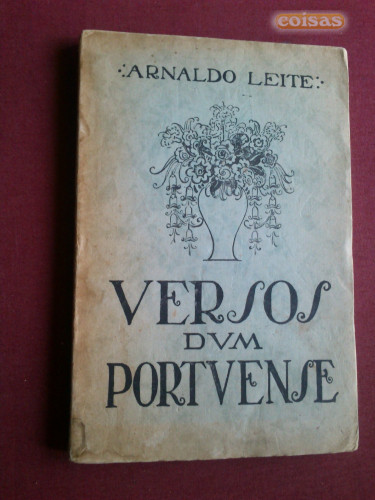 coisas
∴ARNALDO LEITE∴
VERSOS
DVM
PORTVENSE